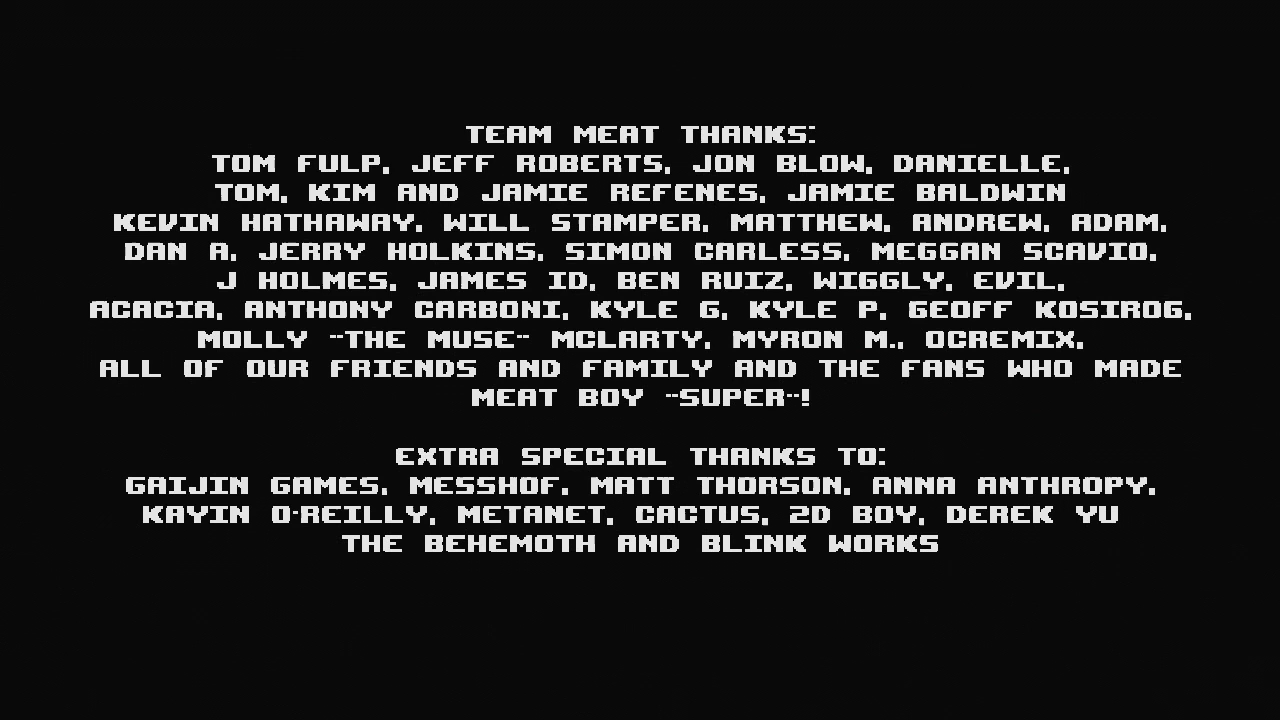 TEAM MEAT THANKS:
TOM FULP, JEFF ROBERTS, JON BLOW, DANIELLE,
TOM, KIM AND JAMIE REFENES, JAMIE BALDWIN
KEVIN HATHAWAY, WILL STAMPER, MATTHEW, ANDREW, ADAM,
DAN A, JERRY HOLKINS, SIMON CARLESS, MEGGAN SCAVIO,
J HOLMES, JAMES ID, BEN RUIZ, WIGGLY, EVIL,
ACACIA, ANTHONY CARBONI, KYLE G, KYLE P, GEOFF KOSIROG,
MOLLY "THE MUSE" MCLARTY, MYRON M., OCREMIX,
ALL OF OUR FRIENDS AND FAMILY AND THE FANS WHO MADE
MEAT BOY "SUPER"!
EXTRA SPECIAL THANKS TO:
GAIJIN GAMES, MESSHOF, MATT THORSON, ANNA ANTHROPY,
KAYIN O'REILLY, METANET, CACTUS, 2D BOY, DEREK YU
THE BEHEMOTH AND BLINK WORKS